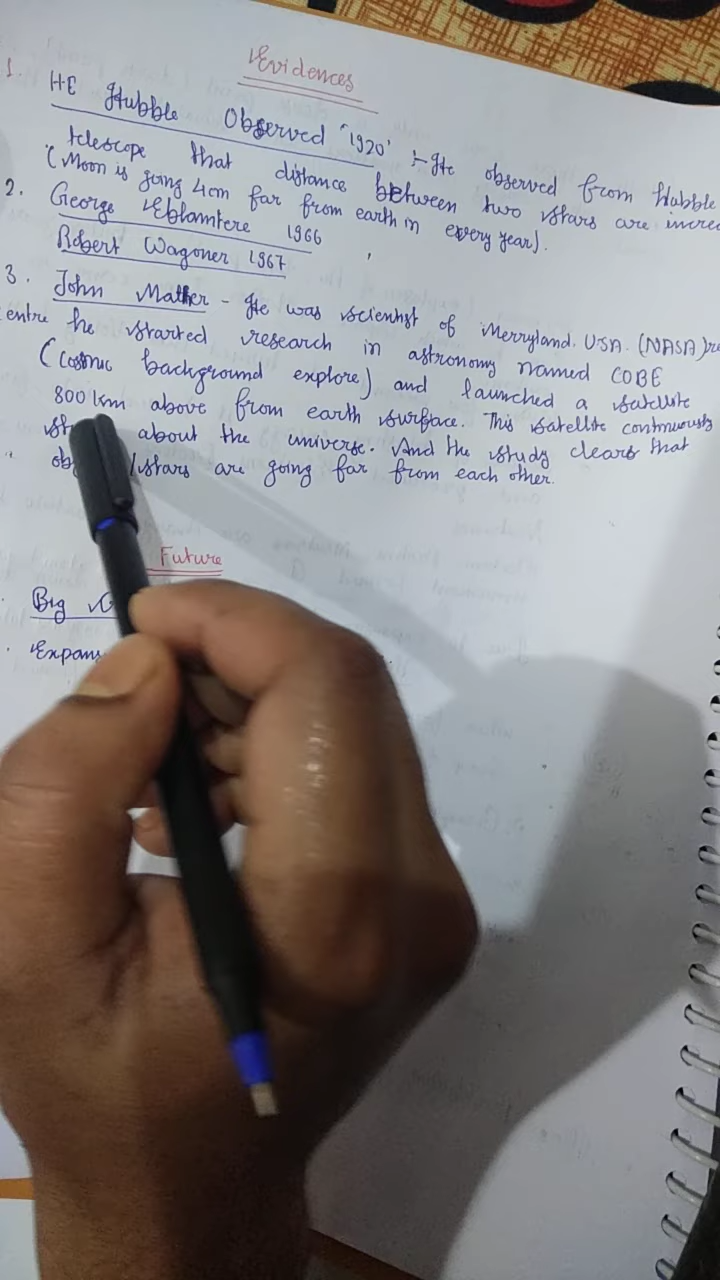 Evidences
1. HE Hubble Observed '1920' :- He observed from Hubble
telescope that distance between two stars are increa
(Moon is going 4cm far from earth in every year).
2. George 1966
Robert Wagoner 1967
3. John Mather - He was scientist of Merryland. USA. (NASA) re
entre he started research in astronomy named COBE
(Cosmic background explore) and launched a satellite
800 km above from earth surface. This satellite continuously
about the universe. And the study clears that
/stars are going far from each other.
Future
Big
Expans